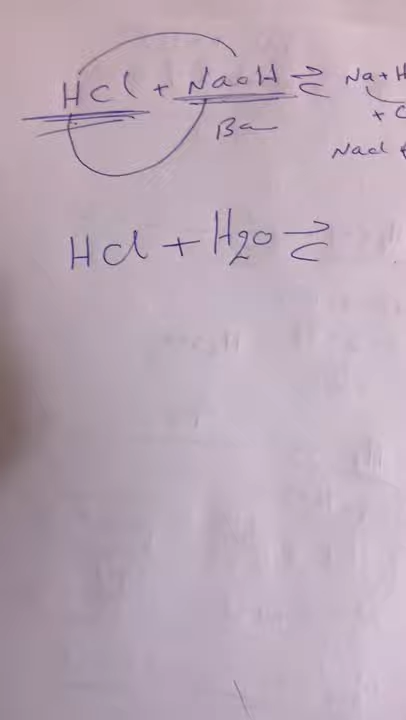 HCl + NaOH ⇌ Na + H
Ba
+ C
Nacl +
HCl + H2O ⇌